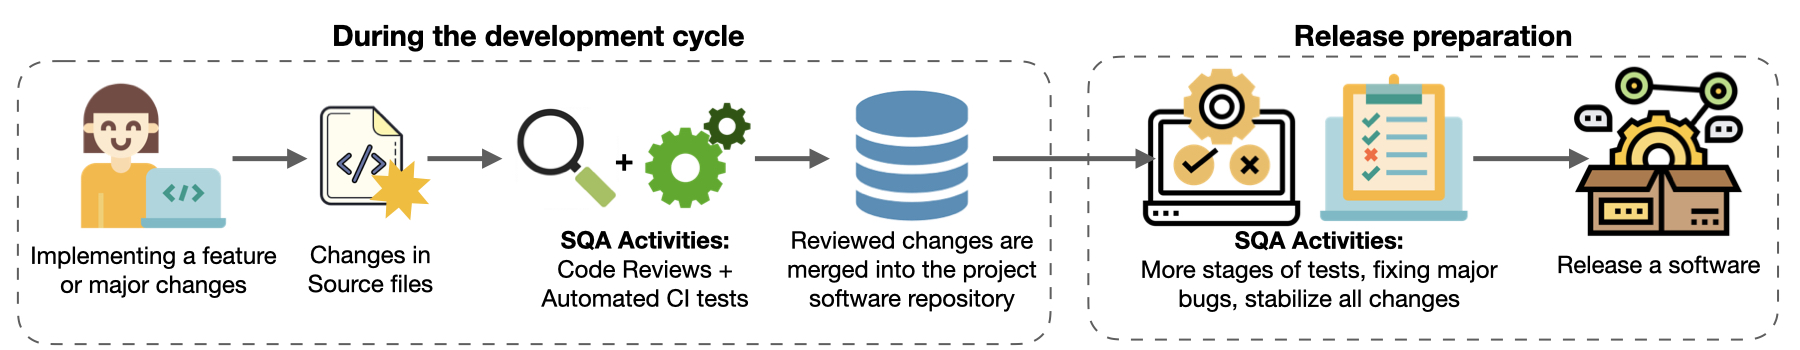 During the development cycle
Release preparation
Implementing a feature
or major changes
Changes in
Source files
+
SQA Activities:
Code Reviews +
Automated CI tests
Reviewed changes are
merged into the project
software repository
SQA Activities:
More stages of tests, fixing major
bugs, stabilize all changes
Release a software